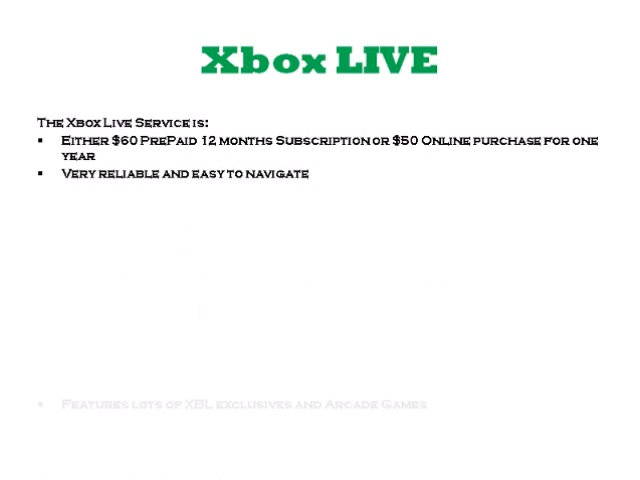 Xbox LIVE
The Xbox Live Service is:
▪ Either $60 PrePaid 12 months Subscription or $50 Online purchase for one
year
▪ Very reliable and easy to navigate
▪ Features lots of XBL exclusives and Arcade Games